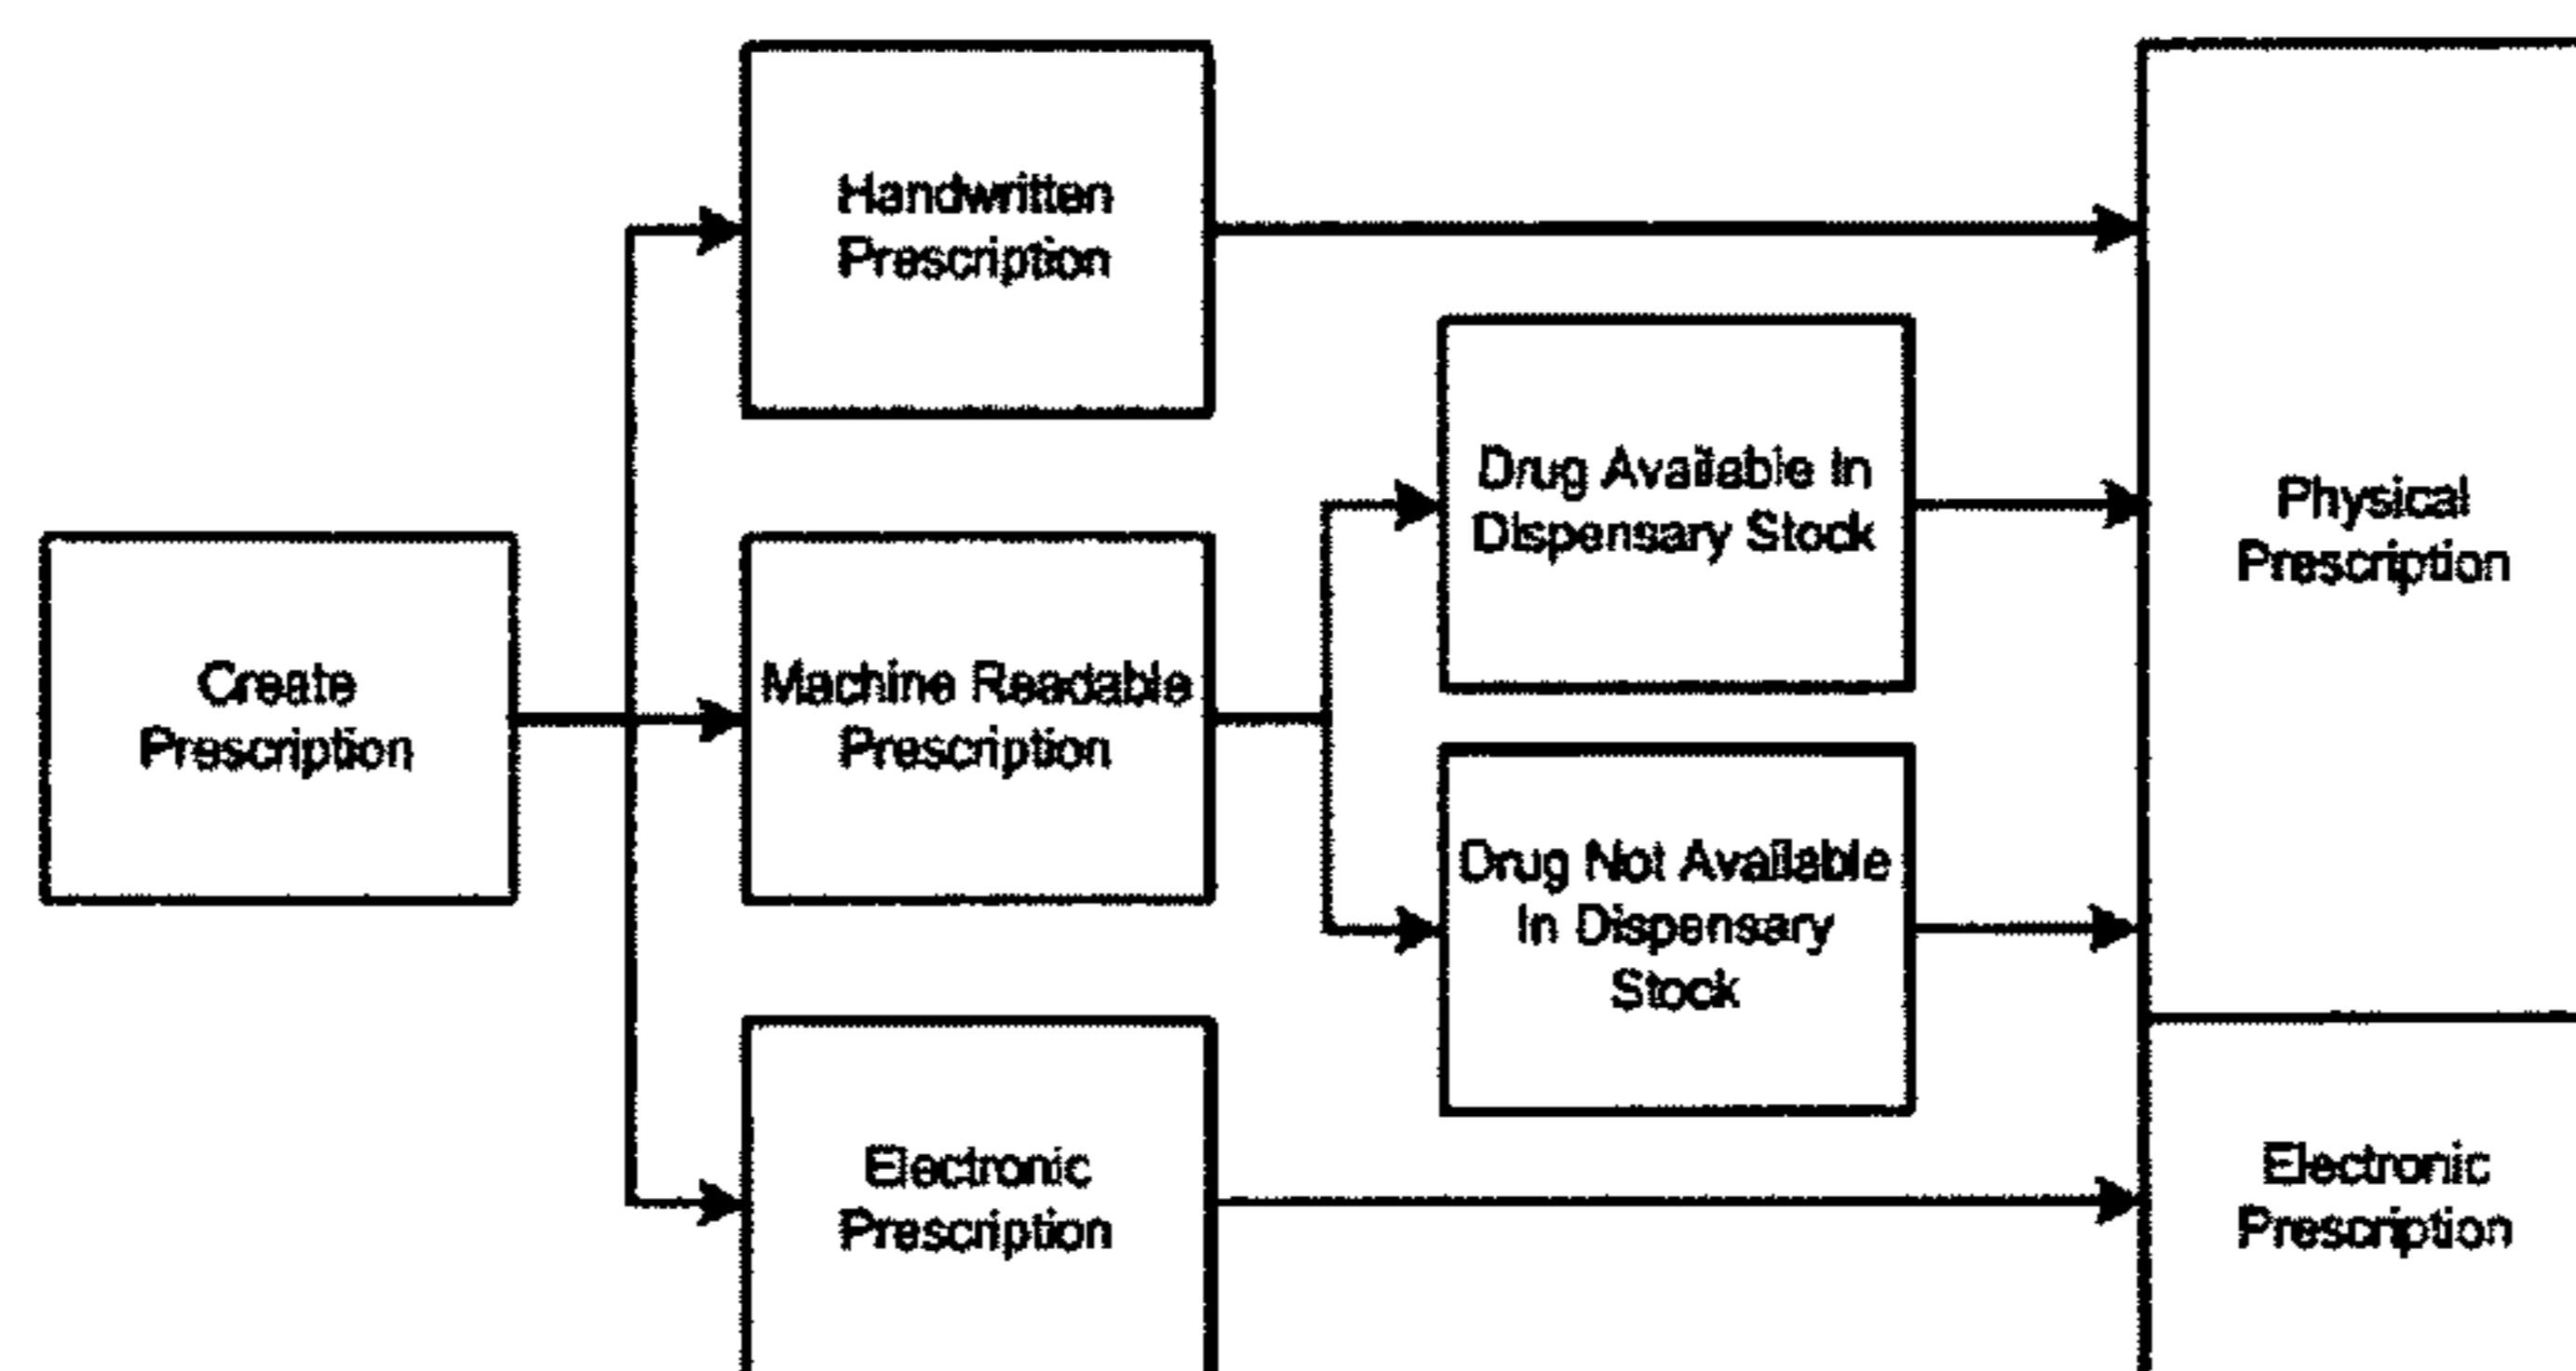 Handwritten
Prescription
Drug Available In
Dispensary Stock
Physical
Prescription
Create
Prescription
Machine Readable
Prescription
Drug Not Available
In Dispensary
Stock
Electronic
Prescription
Electronic
Prescription